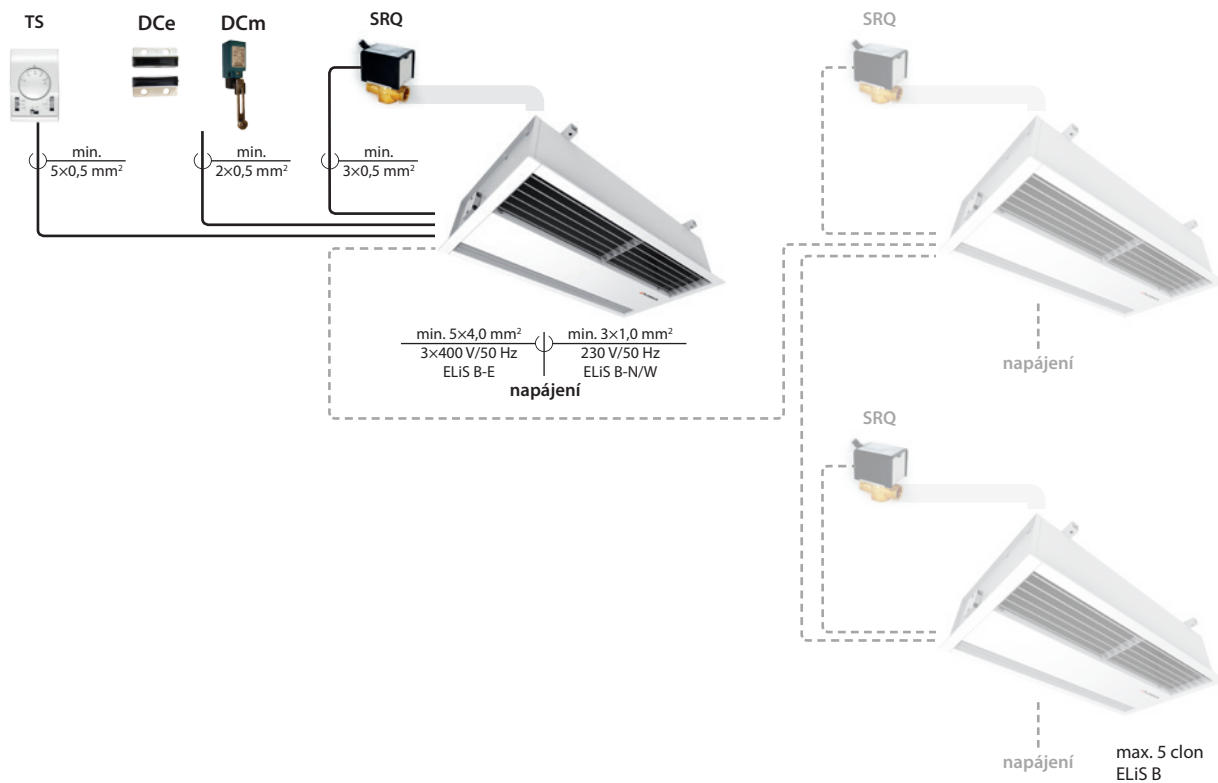 TS
DCe
DCm
SRQ
SRQ
min.
5×0,5 mm²
min.
2×0,5 mm²
min.
3×0,5 mm²
min. 5×4,0 mm²
3×400 V/50 Hz
ELiS B-E
min. 3×1,0 mm²
230 V/50 Hz
ELiS B-N/W
napájení
napájení
SRQ
napájení
max. 5 clon
ELiS B